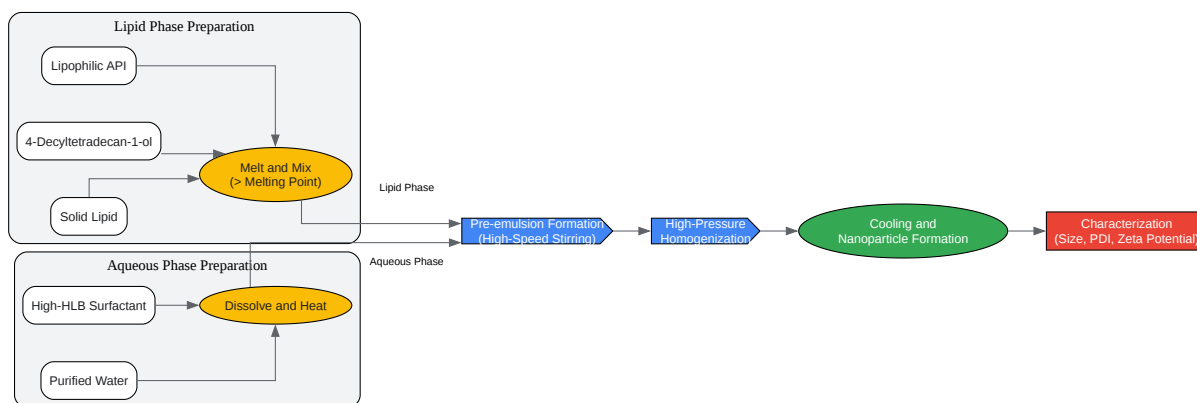 Lipid Phase Preparation
Lipophilic API
4-Decyltetradecan-1-ol
Melt and Mix
(> Melting Point)
Solid Lipid
Lipid Phase
Pre-emulsion Formation
(High-Speed Stirring)
High-Pressure
Homogenization
Cooling and
Nanoparticle Formation
Characterization
(Size, PDI, Zeta Potential)
Aqueous Phase
Aqueous Phase Preparation
High-HLB Surfactant
Dissolve and Heat
Purified Water